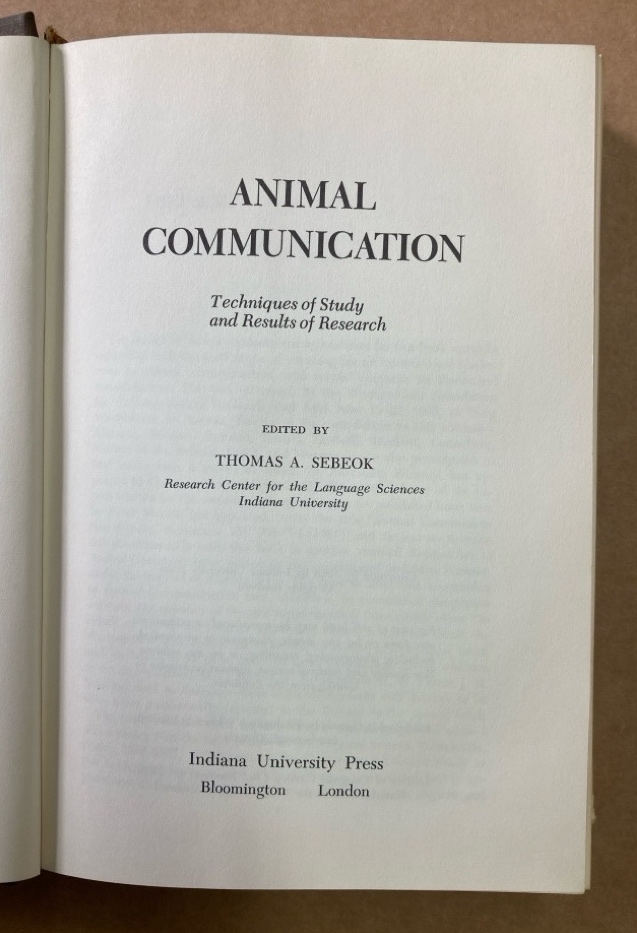 ANIMAL
COMMUNICATION
Techniques of Study
and Results of Research
EDITED BY
THOMAS A. SEBEOK
Research Center for the Language Sciences
Indiana University
Indiana University Press
Bloomington London